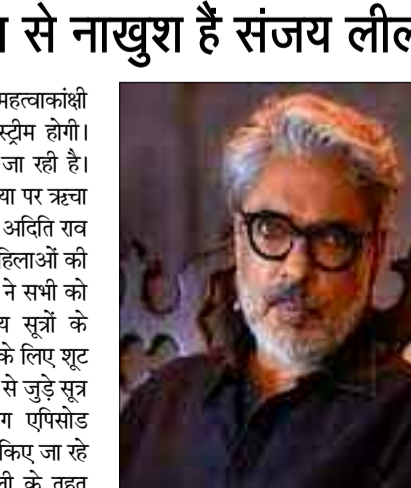 से नाखुश हैं संजय लील
महत्वाकांक्षी
स्ट्रीम होगी।
जा रही है।
या पर ऋचा
अदिति राव
हिलाओं की
ने सभी को
य सूत्रों के
के लिए शूट
से जुड़े सूत्र
ग एपिसोड
किए जा रहे
ली के तहत